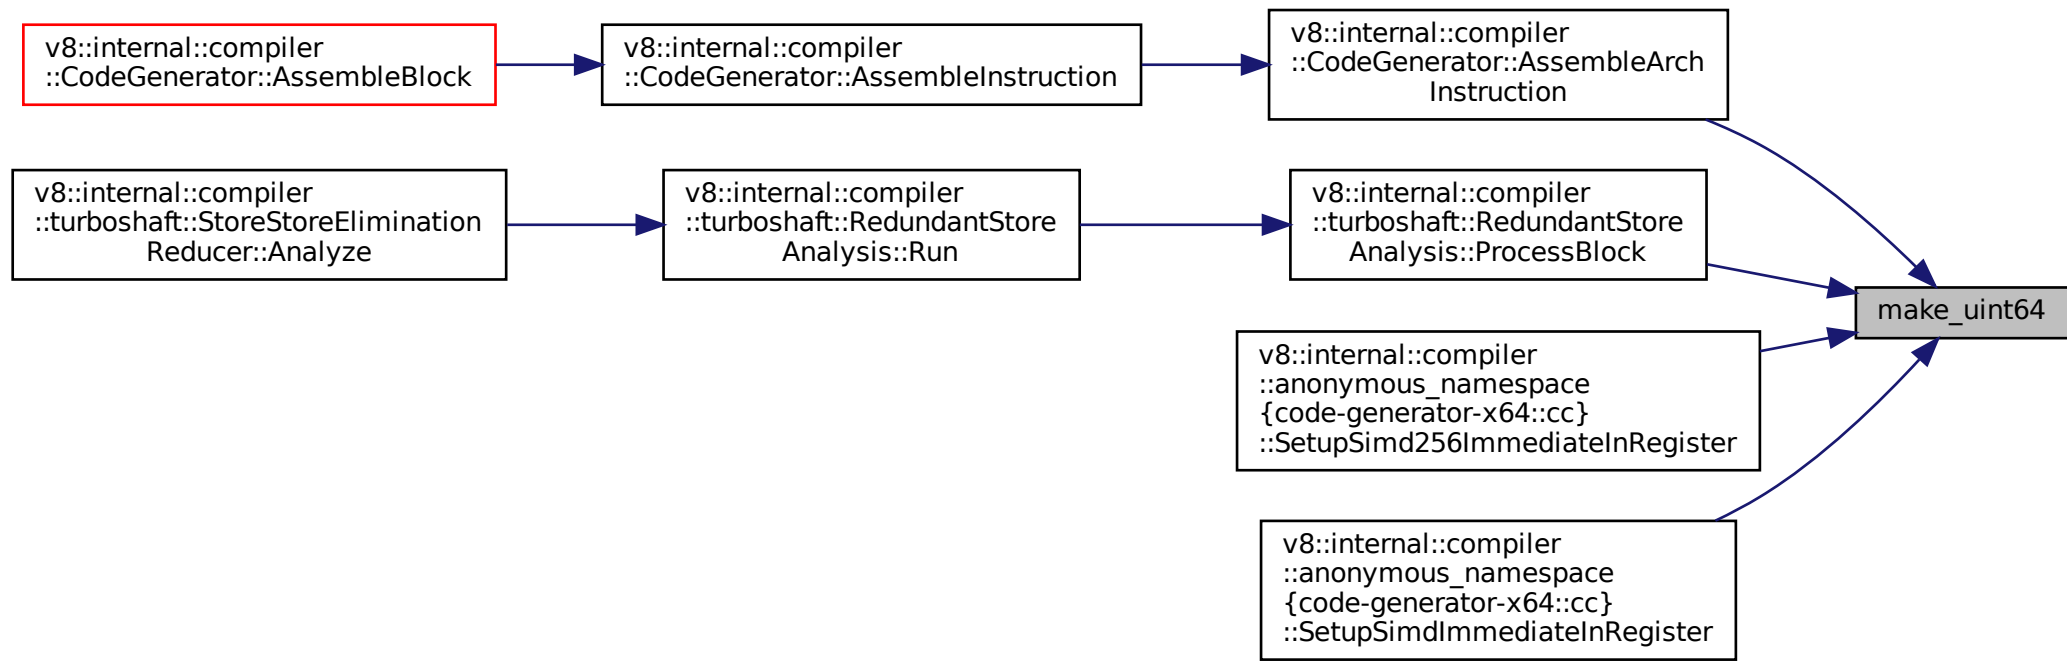 v8::internal::compiler
::CodeGenerator::AssembleBlock
v8::internal::compiler
::CodeGenerator::AssembleInstruction
v8::internal::compiler
::CodeGenerator::AssembleArch
Instruction
v8::internal::compiler
::turboshaft::StoreStoreElimination
Reducer::Analyze
v8::internal::compiler
::turboshaft::RedundantStore
Analysis::Run
v8::internal::compiler
::turboshaft::RedundantStore
Analysis::ProcessBlock
make_uint64
v8::internal::compiler
::anonymous_namespace
{code-generator-x64::cc}
::SetupSimd256ImmediateInRegister
v8::internal::compiler
::anonymous_namespace
{code-generator-x64::cc}
::SetupSimdImmediateInRegister